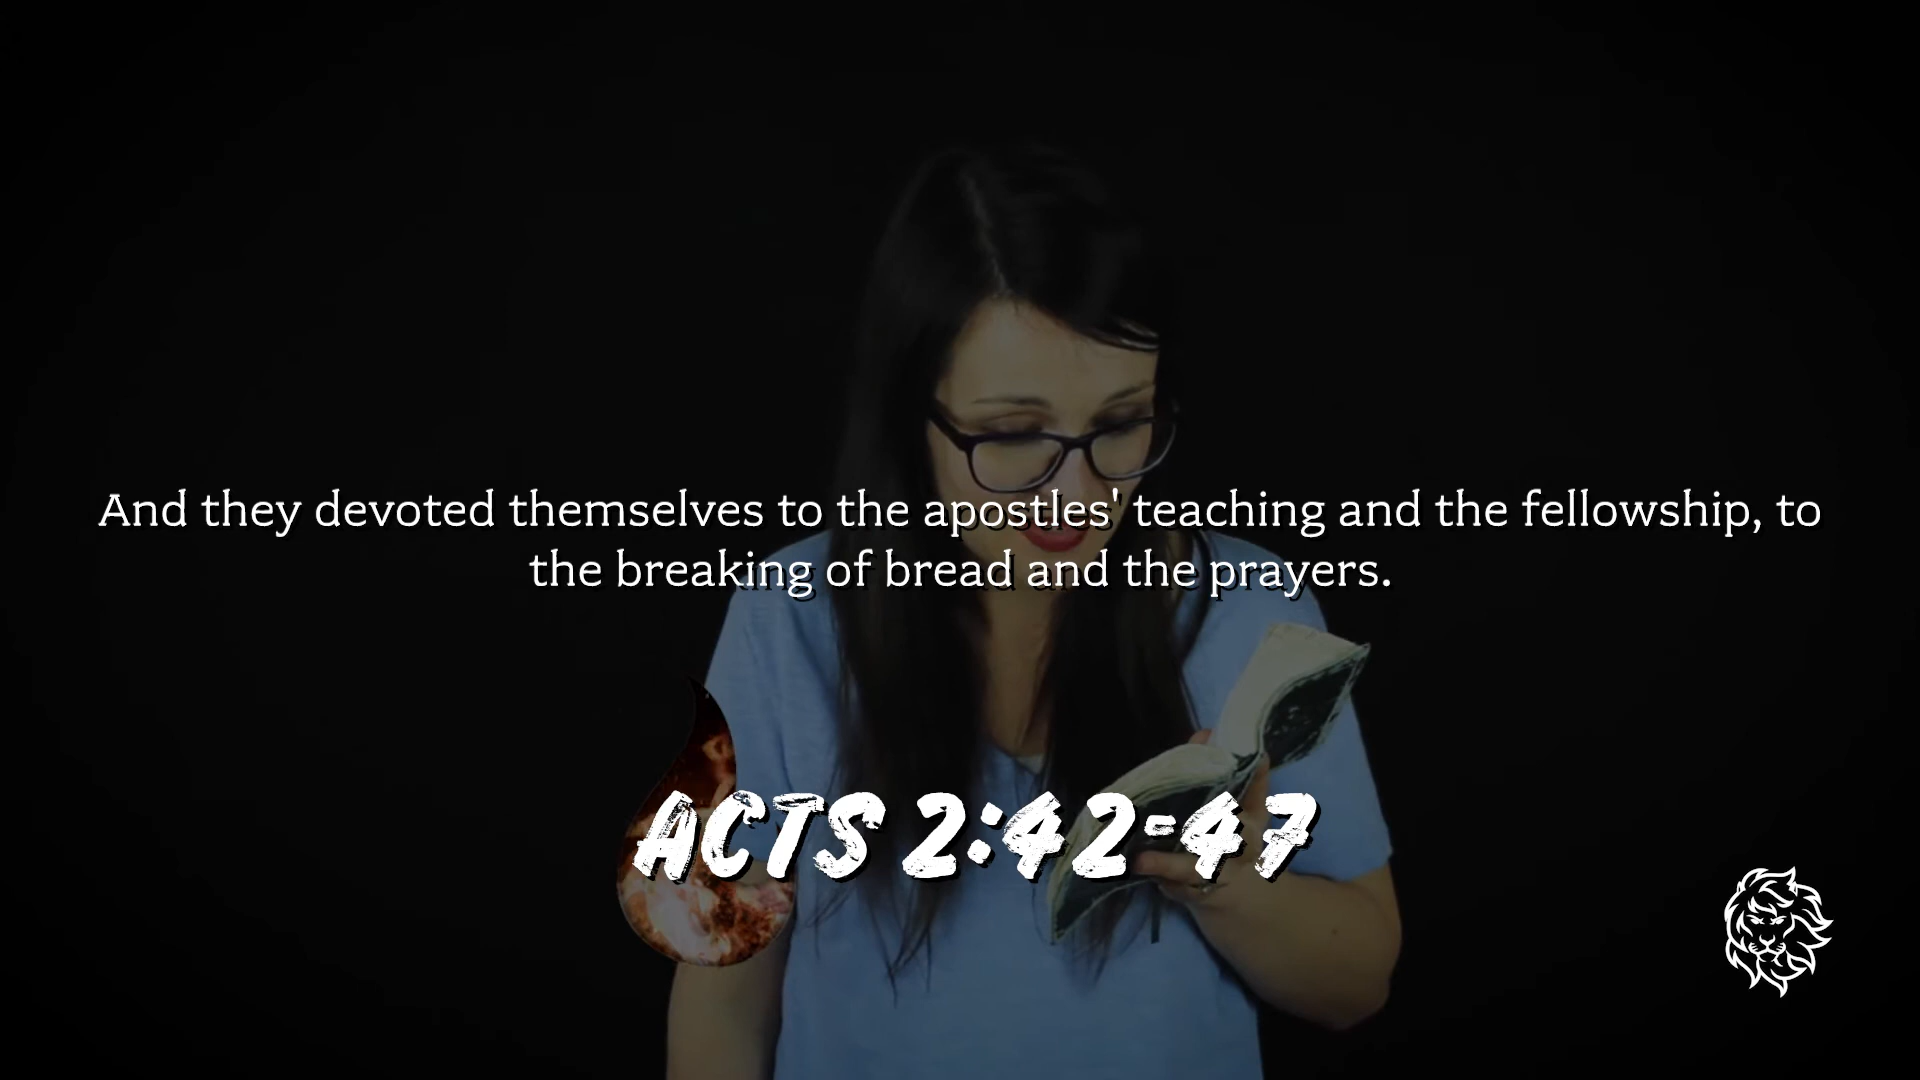 And they devoted themselves to the apostles' teaching and the fellowship, to
the breaking of bread and the prayers.
ACTS 2:42-47